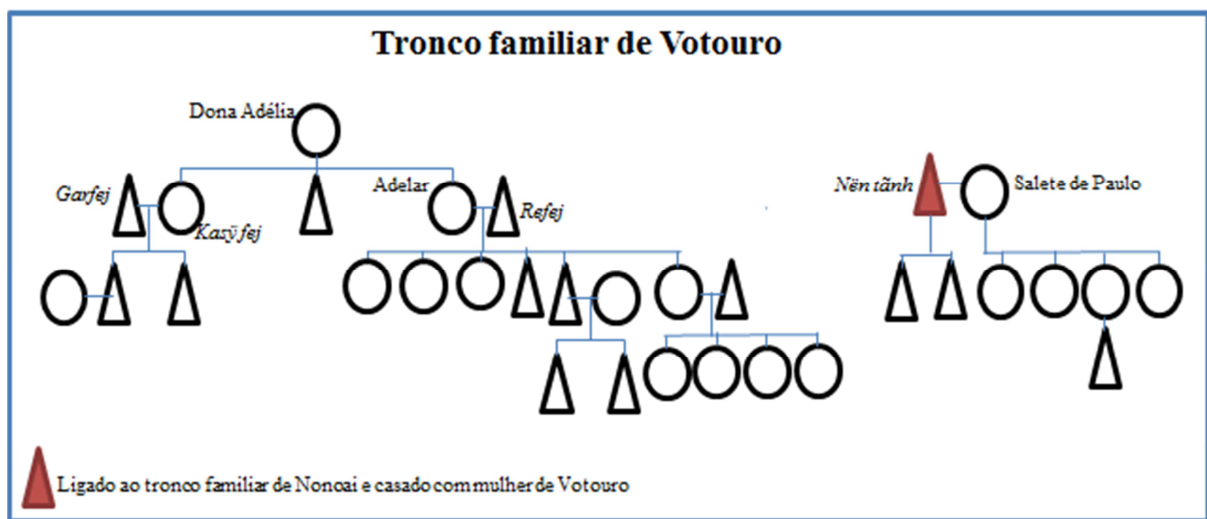 Tronco familiar de Votouro
Dona Adélia
Garfej
Kasỹ fej
Adelar
Refej
Nẽn tãnh
Salete de Paulo
Ligado ao tronco familiar de Nonoai e casado com mulher de Votouro